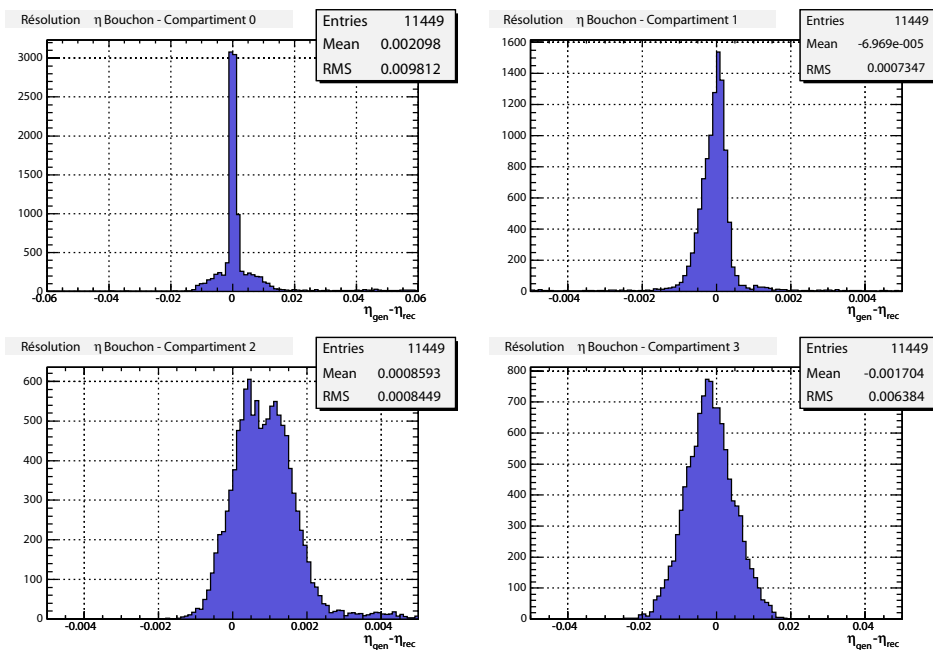 Résolution η Bouchon - Compartiment 0
Entries 11449
Mean 0.002098
RMS 0.009812
3000
2500
2000
1500
1000
500
0
-0.06 -0.04 -0.02 0 0.02 0.04 0.06
ηgen-ηrec
Résolution η Bouchon - Compartiment 1
Entries 11449
Mean -6.969e-005
RMS 0.0007347
1600
1400
1200
1000
800
600
400
200
0
-0.004 -0.002 0 0.002 0.004
ηgen-ηrec
Résolution η Bouchon - Compartiment 2
Entries 11449
Mean 0.0008593
RMS 0.0008449
600
500
400
300
200
100
0
-0.004 -0.002 0 0.002 0.004
ηgen-ηrec
Résolution η Bouchon - Compartiment 3
Entries 11449
Mean -0.001704
RMS 0.006384
800
700
600
500
400
300
200
100
0
-0.04 -0.02 0 0.02 0.04
ηgen-ηrec